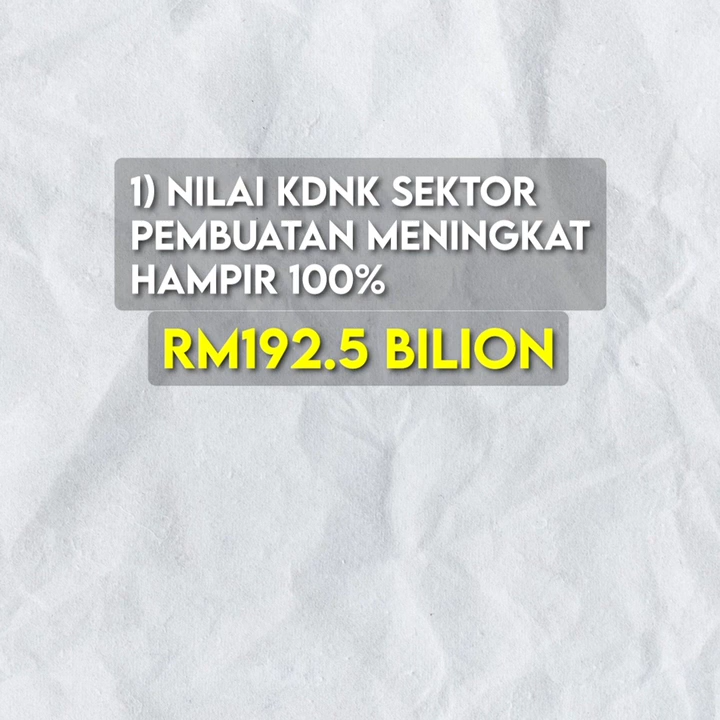 1) NILAI KDNK SEKTOR
PEMBUATAN MENINGKAT
HAMPIR 100%
RM192.5 BILION